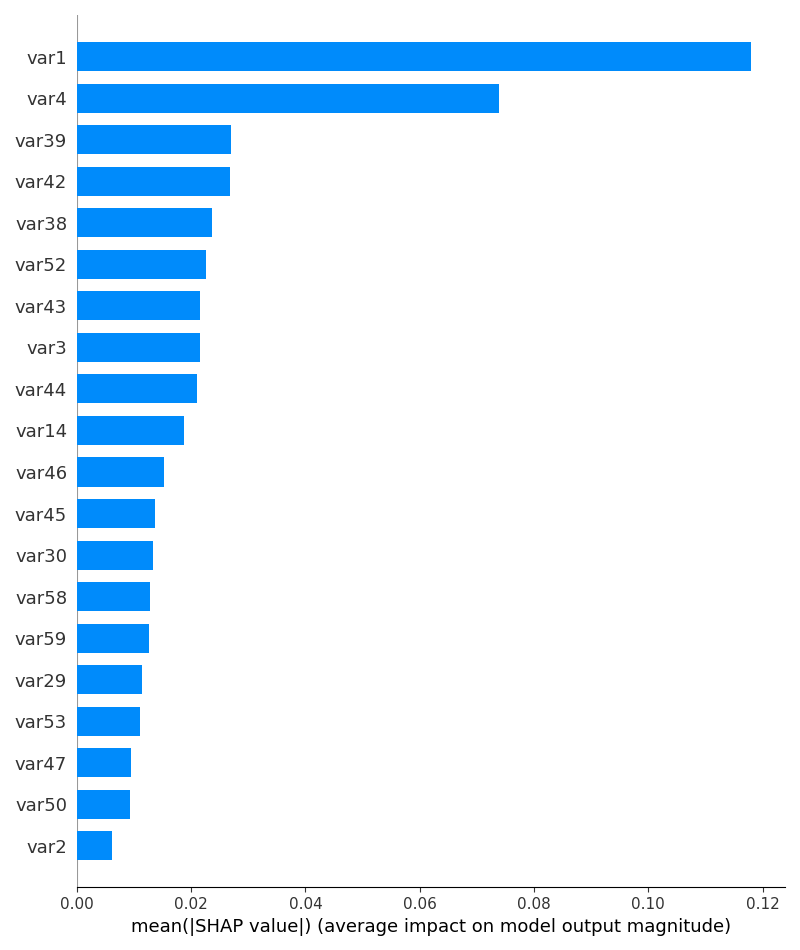 var1
var4
var39
var42
var38
var52
var43
var3
var44
var14
var46
var45
var30
var58
var59
var29
var53
var47
var50
var2
0.00 0.02 0.04 0.06 0.08 0.10 0.12
mean(|SHAP value|) (average impact on model output magnitude)